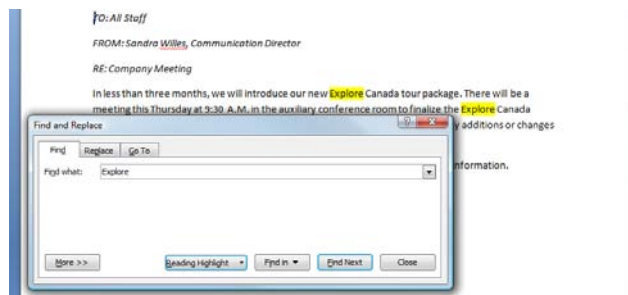 TO: All Staff
FROM: Sandra Willes, Communication Director
RE: Company Meeting
In less than three months, we will introduce our new Explore Canada tour package. There will be a
meeting this Thursday at 9:30 A.M. in the auxiliary conference room to finalize the Explore Canada
y additions or changes
nformation.
Find and Replace
Find Replace Go To
Find what: Explore
More >> Reading Highlight Find in Find Next Close